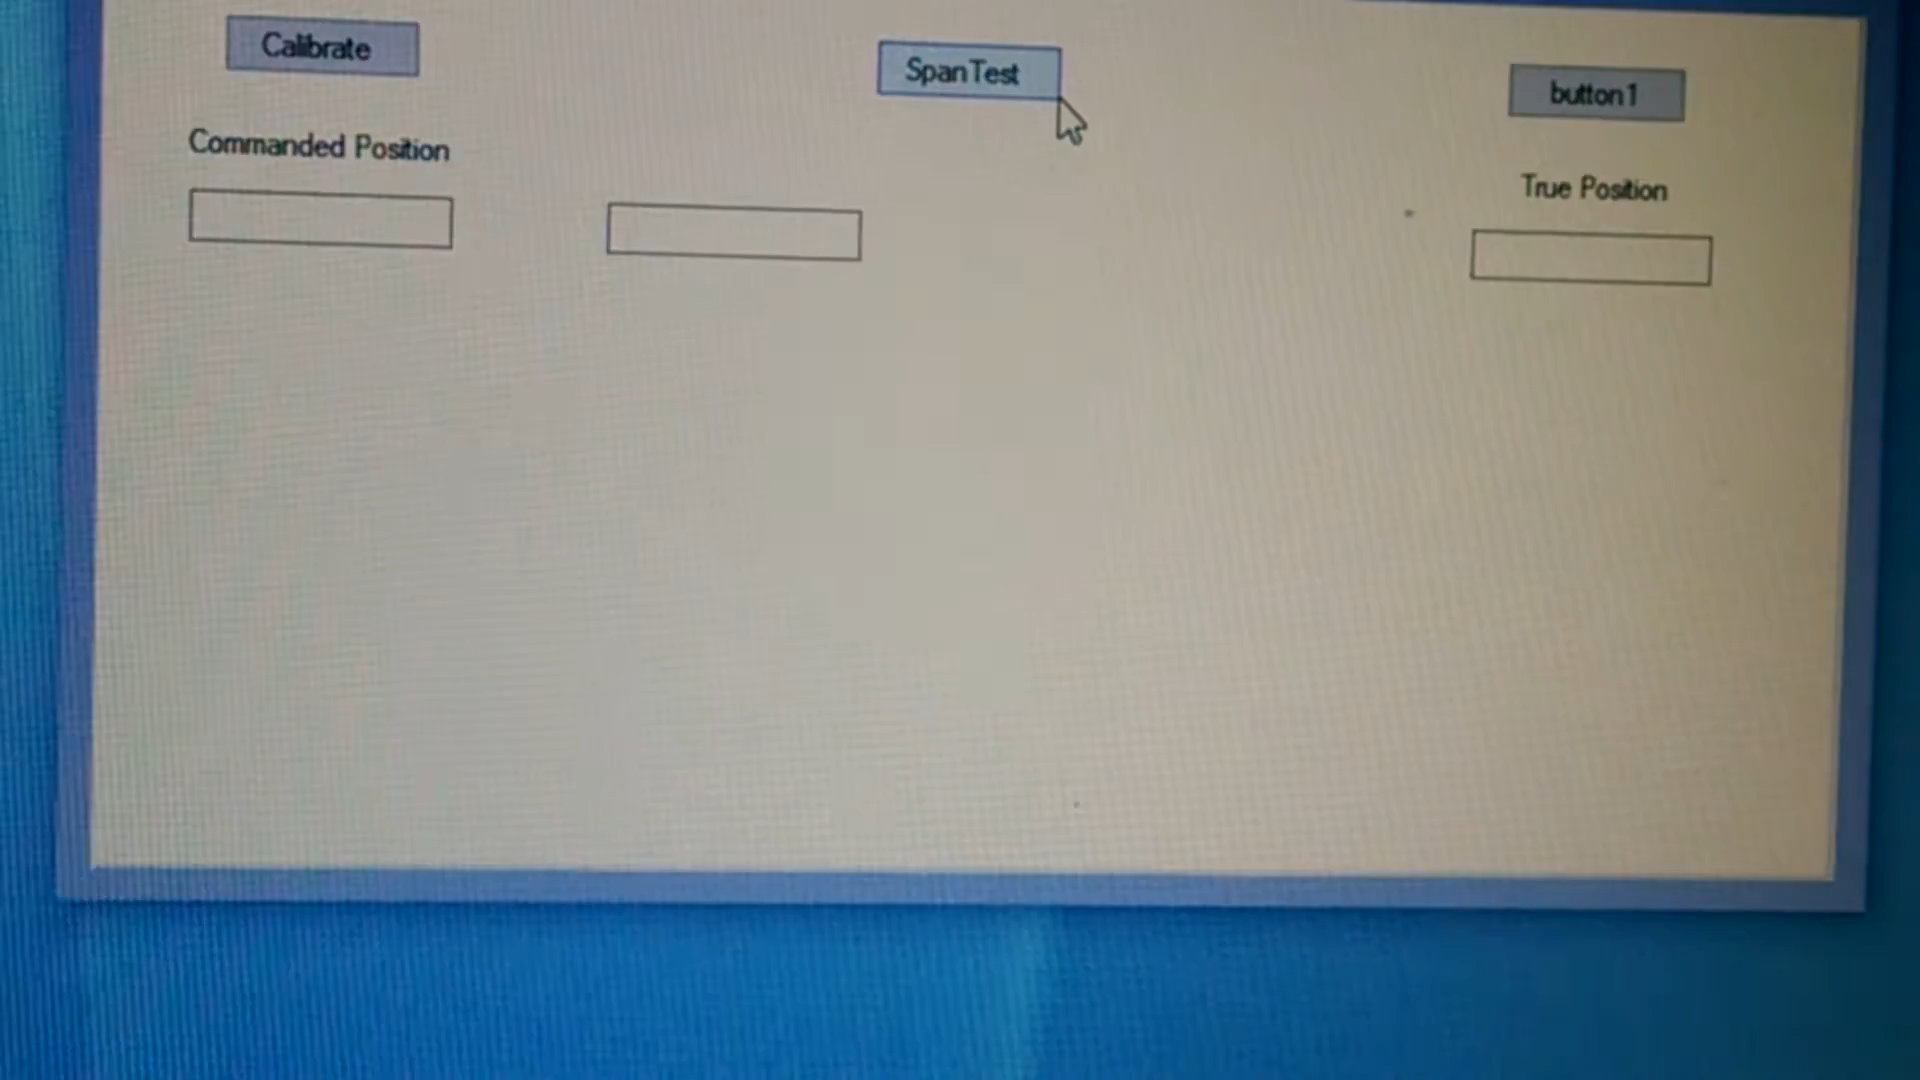 Calibrate
SpanTest
button1
Commanded Position
True Position